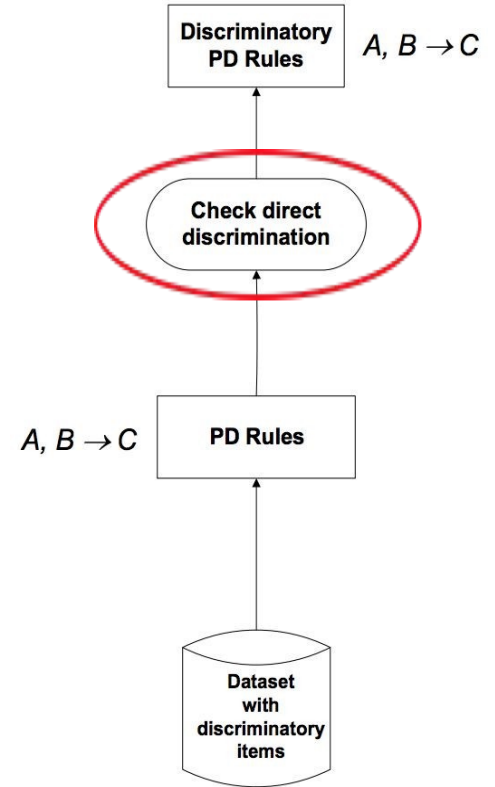 Discriminatory
PD Rules
A, B → C
Check direct
discrimination
A, B → C
PD Rules
Dataset
with
discriminatory
items